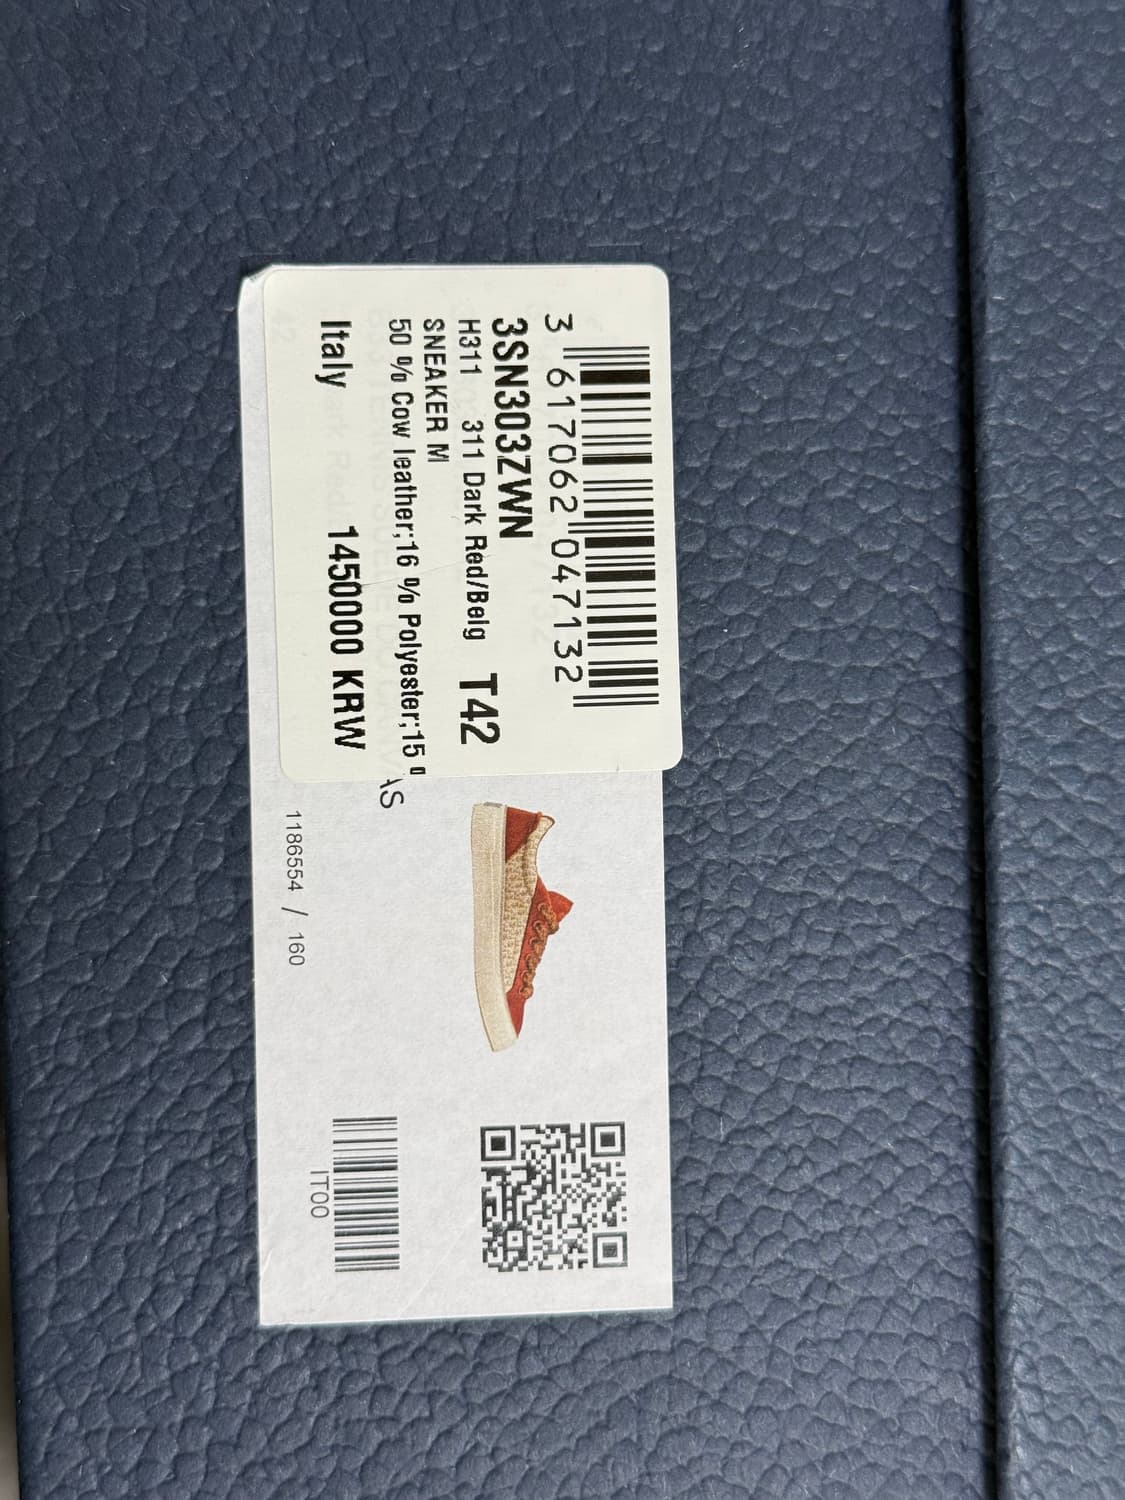 3 617062 047132
3SN303ZWN
H311 311 Dark Red/Beig T42
SNEAKER M
50 % Cow leather;16 % Polyester;15
Italy 1450000 KRW
AS
1186554 / 160
IT00